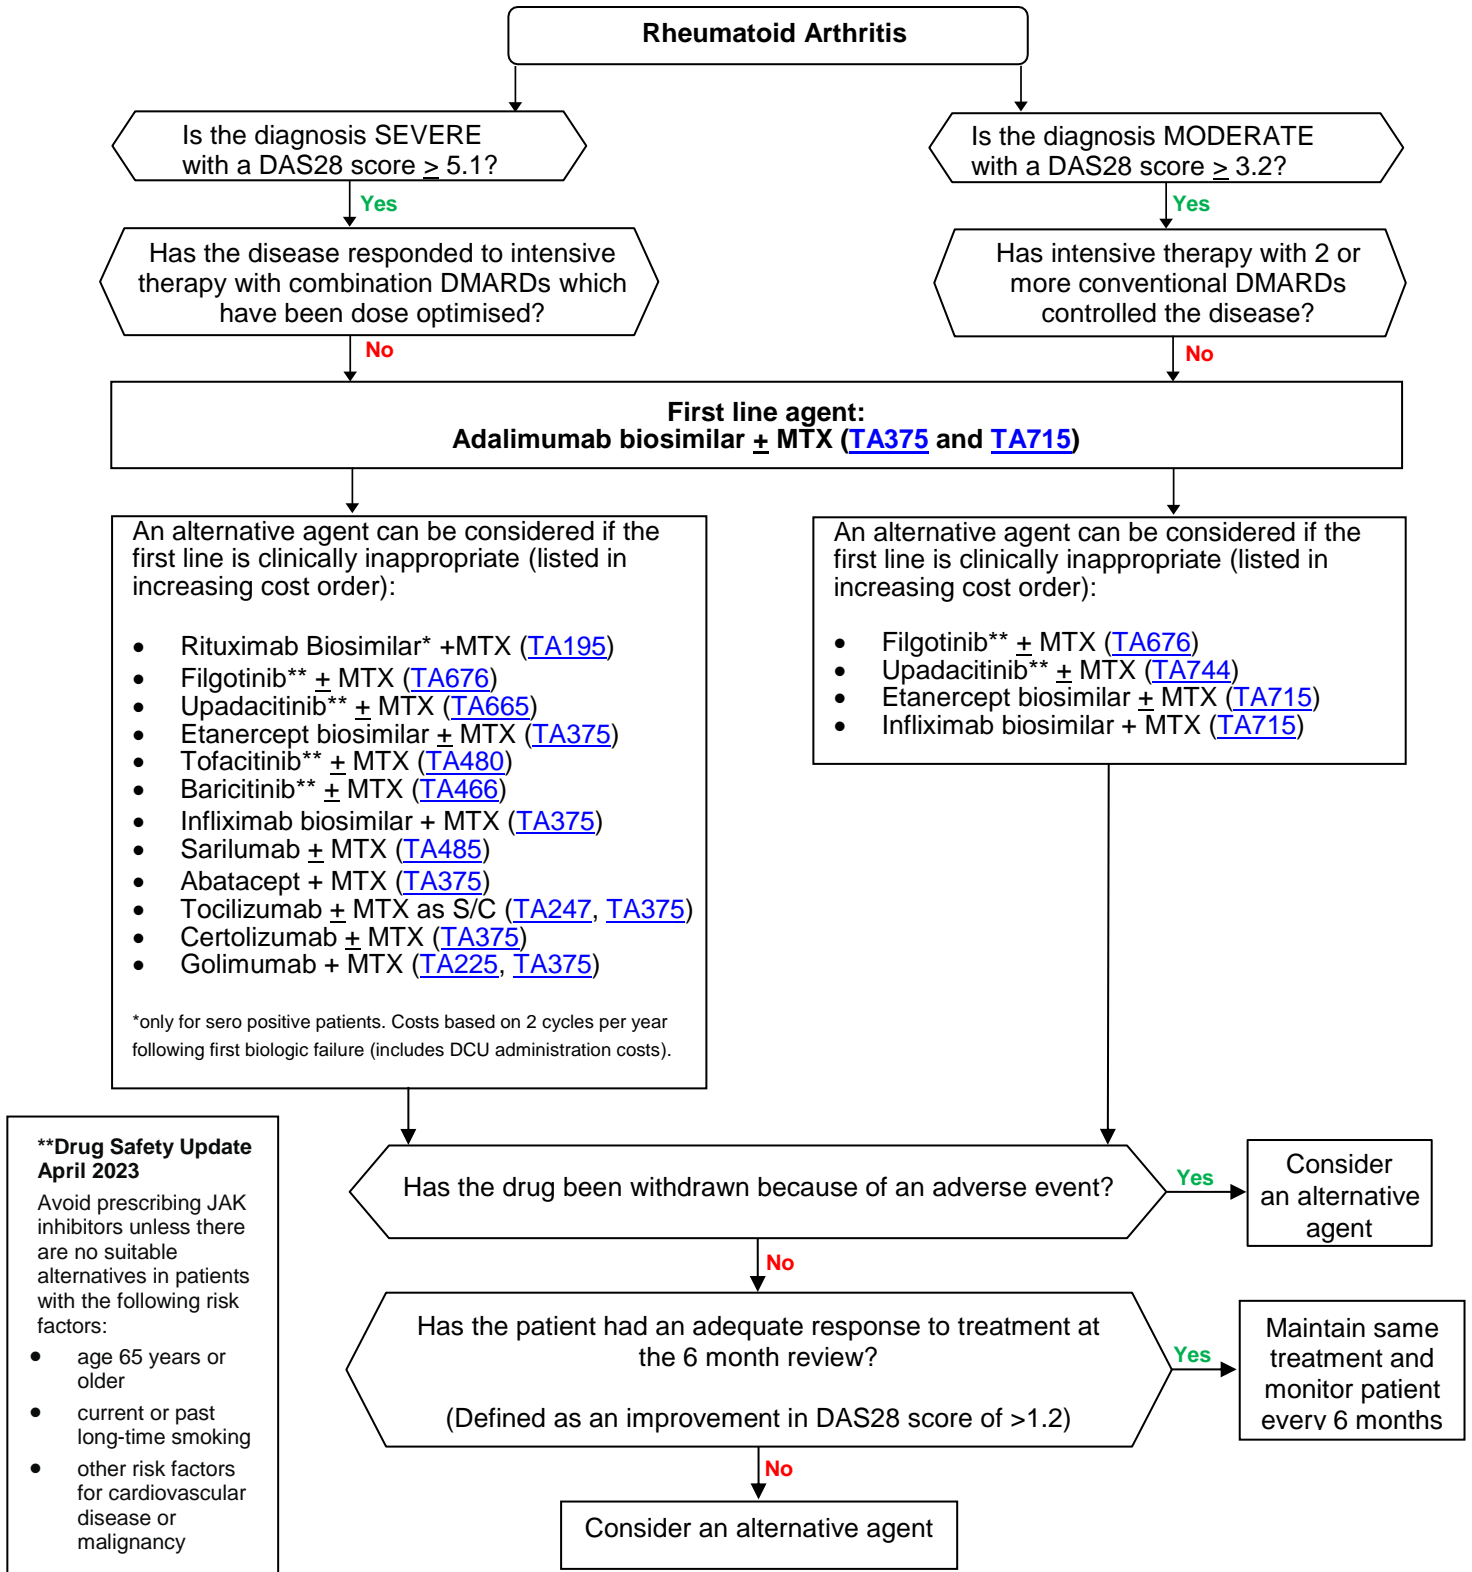 Rheumatoid Arthritis
Is the diagnosis SEVERE
with a DAS28 score ≥ 5.1?
Yes
Has the disease responded to intensive
therapy with combination DMARDs which
have been dose optimised?
No
Is the diagnosis MODERATE
with a DAS28 score ≥ 3.2?
Yes
Has intensive therapy with 2 or
more conventional DMARDs
controlled the disease?
No
First line agent:
Adalimumab biosimilar ± MTX (TA375 and TA715)
An alternative agent can be considered if the
first line is clinically inappropriate (listed in
increasing cost order):
• Rituximab Biosimilar* +MTX (TA195)
• Filgotinib** ± MTX (TA676)
• Upadacitinib** ± MTX (TA665)
• Etanercept biosimilar ± MTX (TA375)
• Tofacitinib** ± MTX (TA480)
• Baricitinib** ± MTX (TA466)
• Infliximab biosimilar + MTX (TA375)
• Sarilumab ± MTX (TA485)
• Abatacept + MTX (TA375)
• Tocilizumab ± MTX as S/C (TA247, TA375)
• Certolizumab ± MTX (TA375)
• Golimumab + MTX (TA225, TA375)
*only for sero positive patients. Costs based on 2 cycles per year
following first biologic failure (includes DCU administration costs).
An alternative agent can be considered if the
first line is clinically inappropriate (listed in
increasing cost order):
• Filgotinib** ± MTX (TA676)
• Upadacitinib** ± MTX (TA744)
• Etanercept biosimilar ± MTX (TA715)
• Infliximab biosimilar + MTX (TA715)
**Drug Safety Update
April 2023
Avoid prescribing JAK
inhibitors unless there
are no suitable
alternatives in patients
with the following risk
factors:
• age 65 years or
older
• current or past
long-time smoking
• other risk factors
for cardiovascular
disease or
malignancy
Has the drug been withdrawn because of an adverse event?
Yes
Consider
an alternative
agent
No
Has the patient had an adequate response to treatment at
the 6 month review?
(Defined as an improvement in DAS28 score of >1.2)
Yes
Maintain same
treatment and
monitor patient
every 6 months
No
Consider an alternative agent